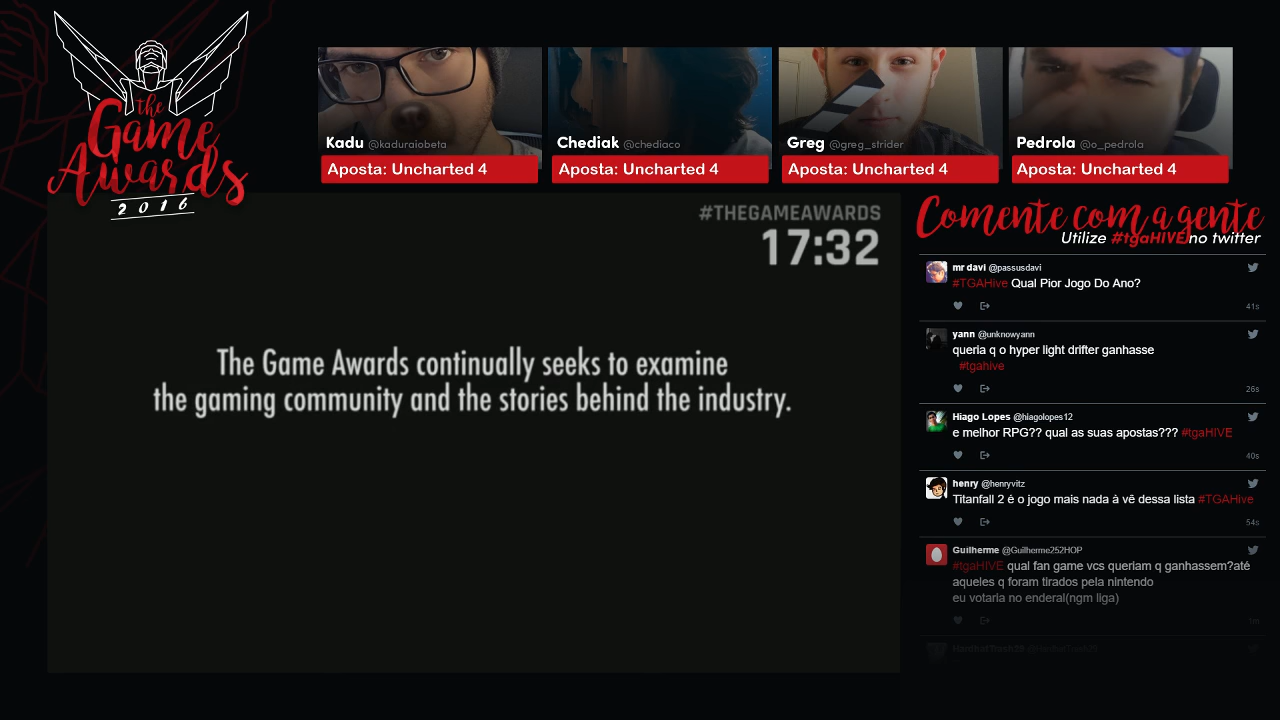 the
Game
Awards
2016
Kadu @kaduraiobeta
Aposta: Uncharted 4
Chediak @chediaco
Aposta: Uncharted 4
Greg @greg_strider
Aposta: Uncharted 4
Pedrola @o_pedrola
Aposta: Uncharted 4
#THEGAMEAWARDS
17:32
The Game Awards continually seeks to examine
the gaming community and the stories behind the industry.
Comente com a gente
Utilize #tgaHIVE no twitter
mr davi @passusdavi
#TGAHive Qual Pior Jogo Do Ano?
41s
yann @unknowyann
queria q o hyper light drifter ganhasse
#tgahive
26s
Hiago Lopes @hiagolopes12
e melhor RPG?? qual as suas apostas??? #tgaHIVE
40s
henry @henryvitz
Titanfall 2 é o jogo mais nada à vê dessa lista #TGAHive
54s
Guilherme @Guilherme252HOP
#tgaHIVE qual fan game vcs queriam q ganhassem?até
aqueles q foram tirados pela nintendo
eu votaria no enderal(ngm liga)
1m